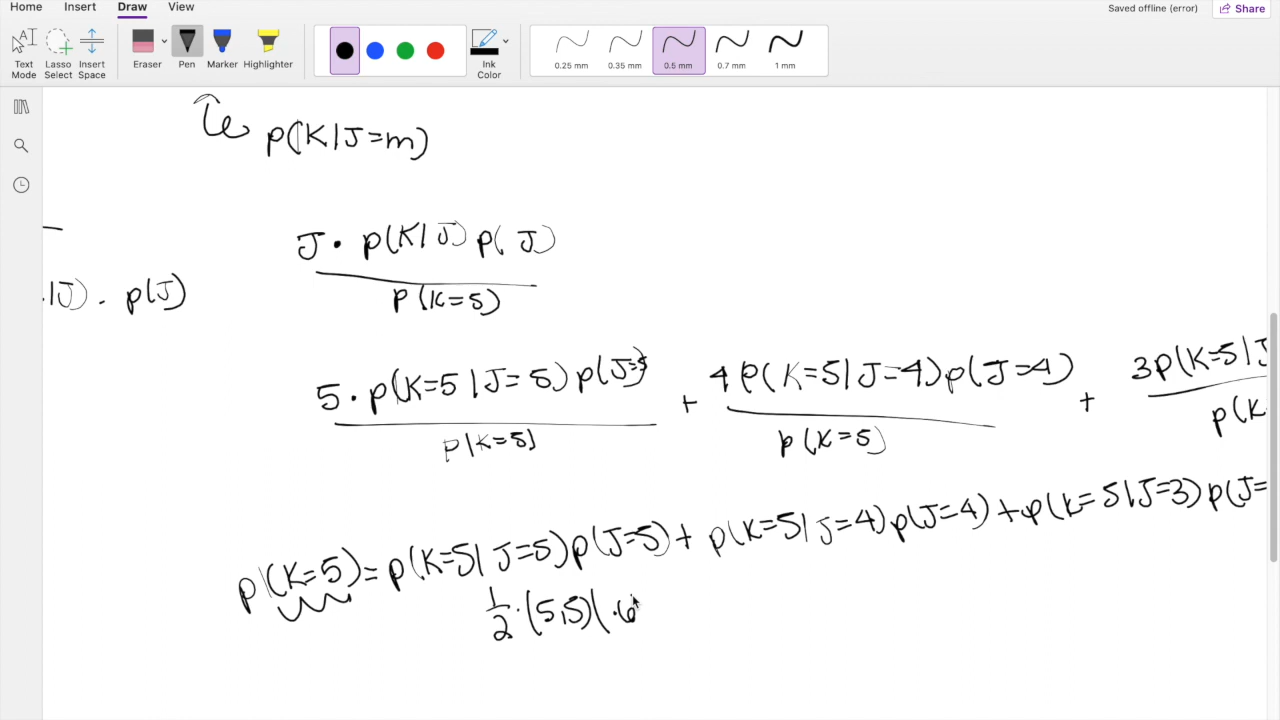 Home Insert Draw View
Saved offline (error) Share
Text Mode Lasso Select Insert Space Eraser Pen Marker Highlighter Ink Color 0.25 mm 0.35 mm 0.5 mm 0.7 mm 1 mm
p(K|J=m)
J · p(K|J) p( J)
p(K=5)
|J) · p(J)
5 · p(K=5|J=5) p(J=5 + 4 p(K=5|J=4) p(J=4) + 3p(K=5|J
p(K=5) p(K=5) p(K
p(K=5) = p(K=5|J=5) p(J=5) + p(K=5|J=4) p(J=4) + p(K=5|J=3) p(J=
1/2 · (5,5)(.6